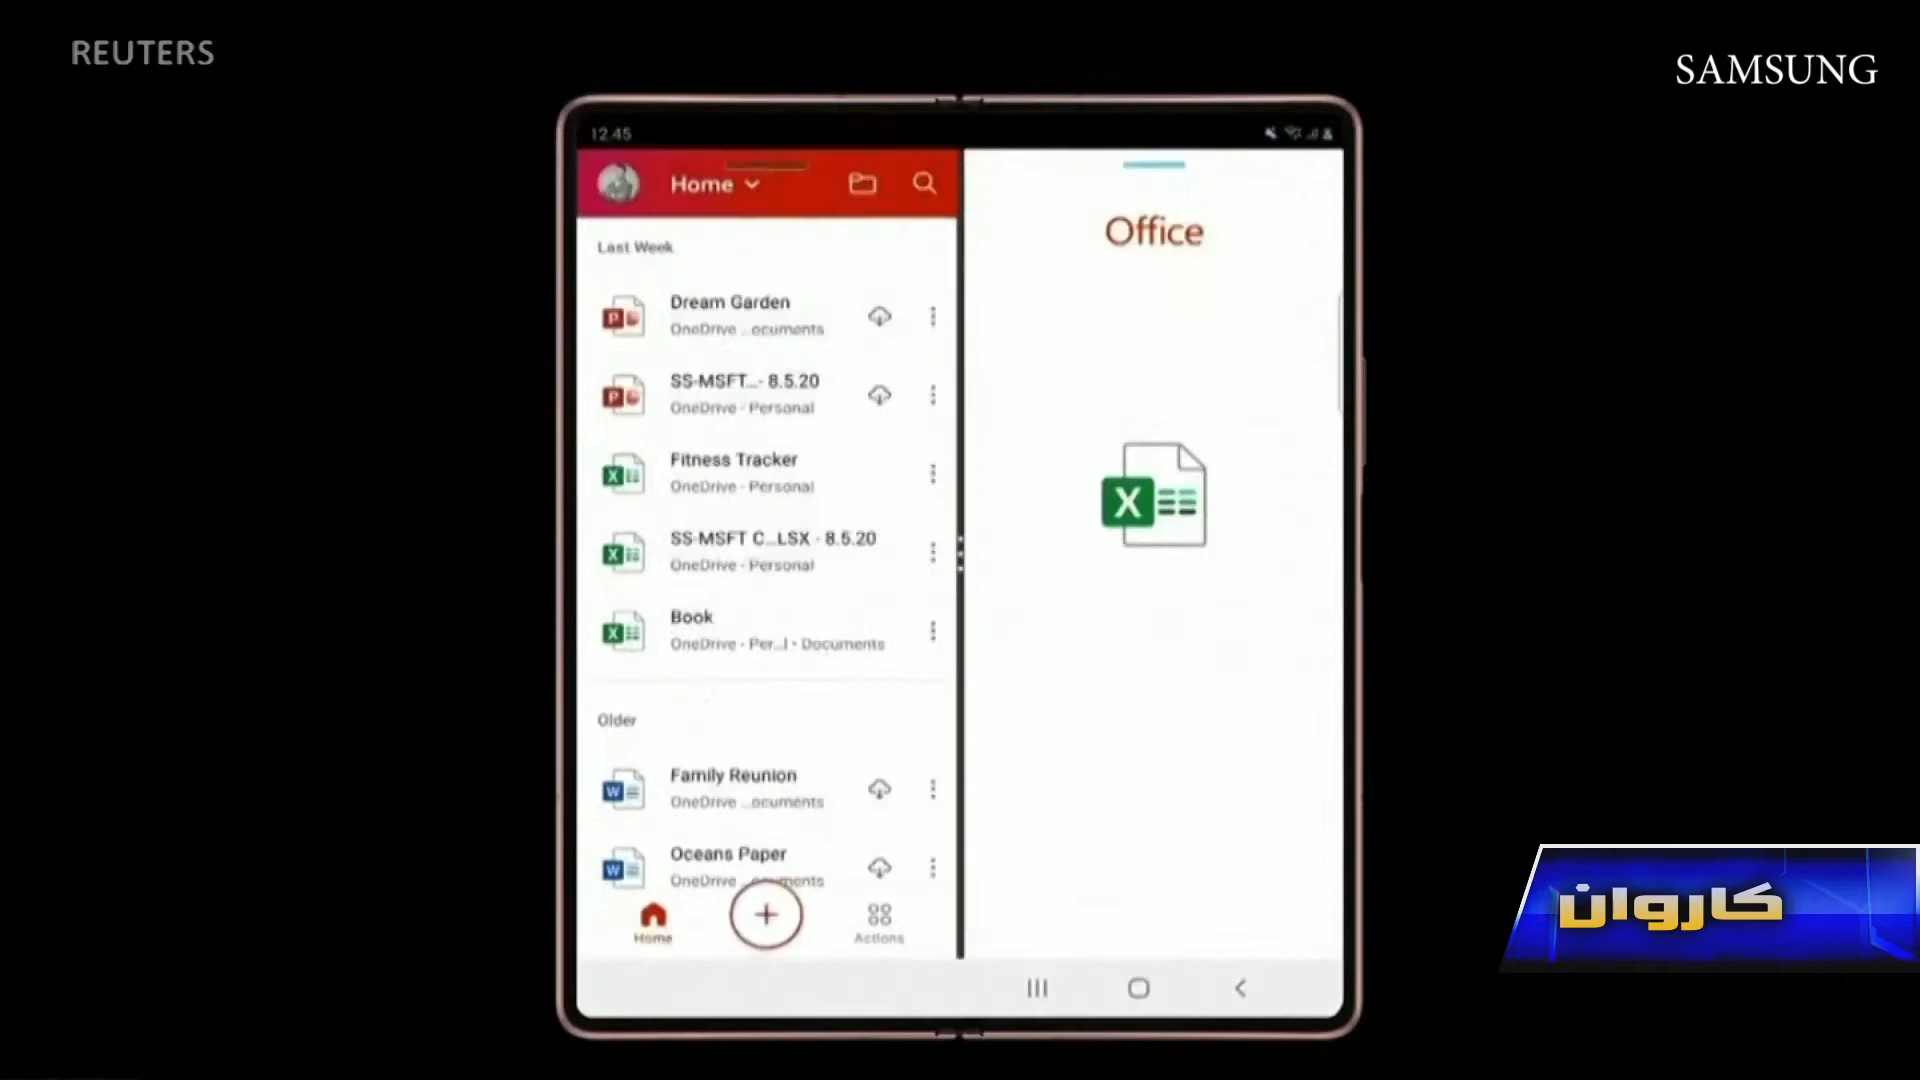 REUTERS
SAMSUNG
12.45
Home
Office
Last Week
Dream Garden
OneDrive ...ocuments
SS-MSFT...- 8.5.20
OneDrive - Personal
Fitness Tracker
OneDrive - Personal
SS-MSFT C...LSX - 8.5.20
OneDrive - Personal
Book
OneDrive - Per...l • Documents
Older
Family Reunion
OneDrive ...ocuments
Oceans Paper
OneDrive ...ocuments
Home
Actions
کاروان